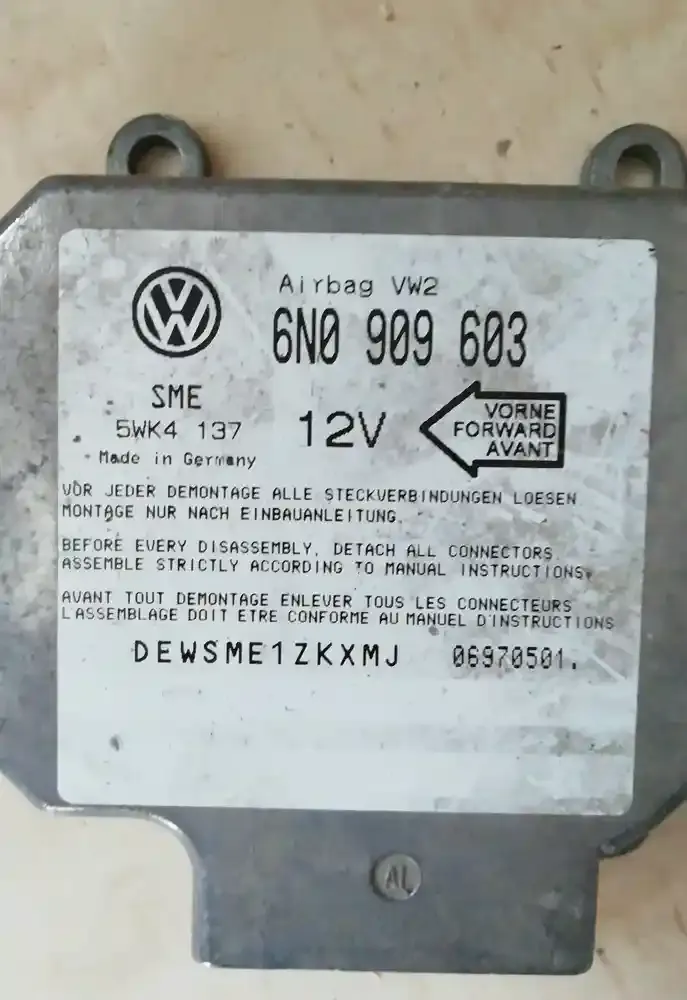 Airbag VW2
6N0 909 603
SME
5WK4 137
Made in Germany
12V
VORNE
FORWARD
AVANT
VOR JEDER DEMONTAGE ALLE STECKVERBINDUNGEN LOESEN
MONTAGE NUR NACH EINBAUANLEITUNG.
BEFORE EVERY DISASSEMBLY, DETACH ALL CONNECTORS.
ASSEMBLE STRICTLY ACCORDING TO MANUAL INSTRUCTIONS.
AVANT TOUT DEMONTAGE ENLEVER TOUS LES CONNECTEURS
L'ASSEMBLAGE DOIT ETRE CONFORME AU MANUEL D'INSTRUCTIONS
DEWSME1ZKXMJ 06970501.
AL